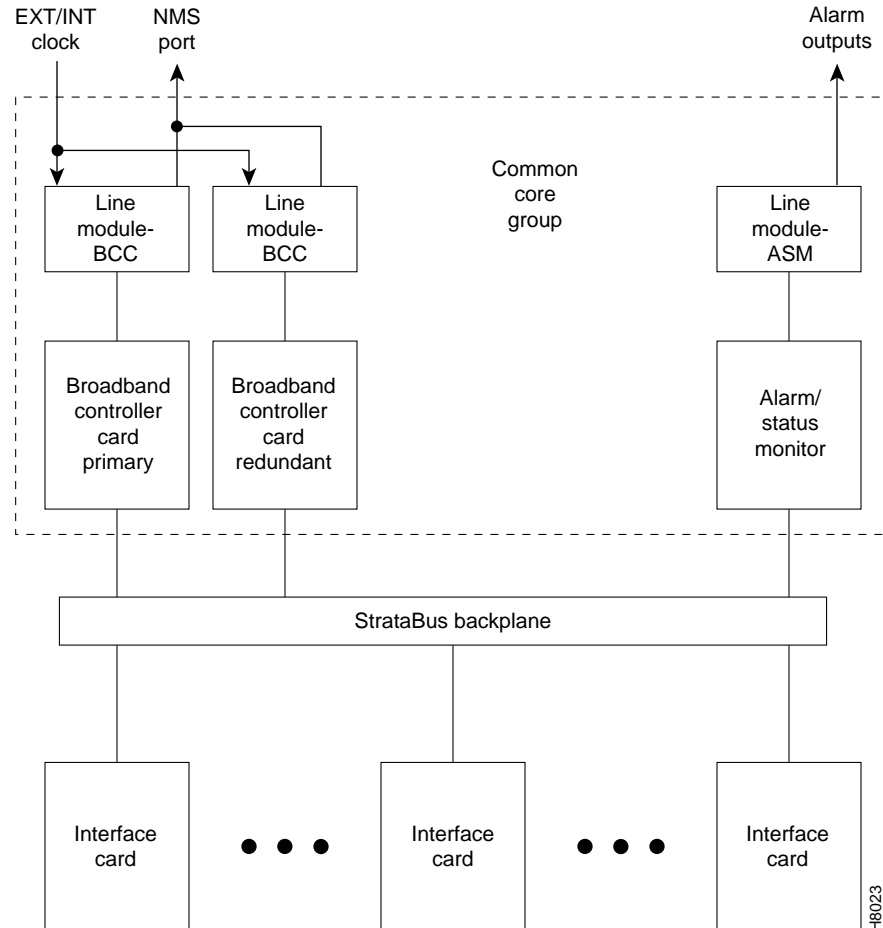 EXT/INT
clock
NMS
port
Alarm
outputs
Common
core
group
Line
module-
BCC
Line
module-
BCC
Line
module-
ASM
Broadband
controller
card
primary
Broadband
controller
card
redundant
Alarm/
status
monitor
StrataBus backplane
Interface
card
Interface
card
Interface
card
H8023